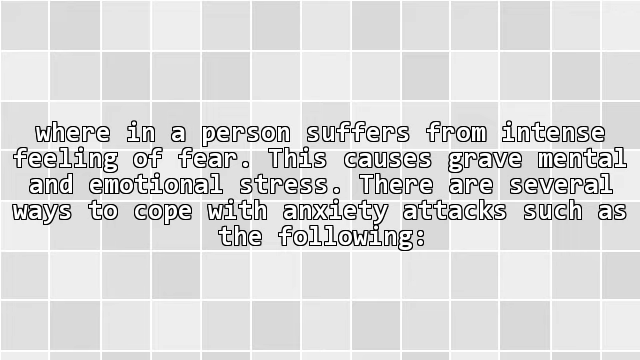 where in a person suffers from intense
feeling of fear. This causes grave mental
and emotional stress. There are several
ways to cope with anxiety attacks such as
the following: